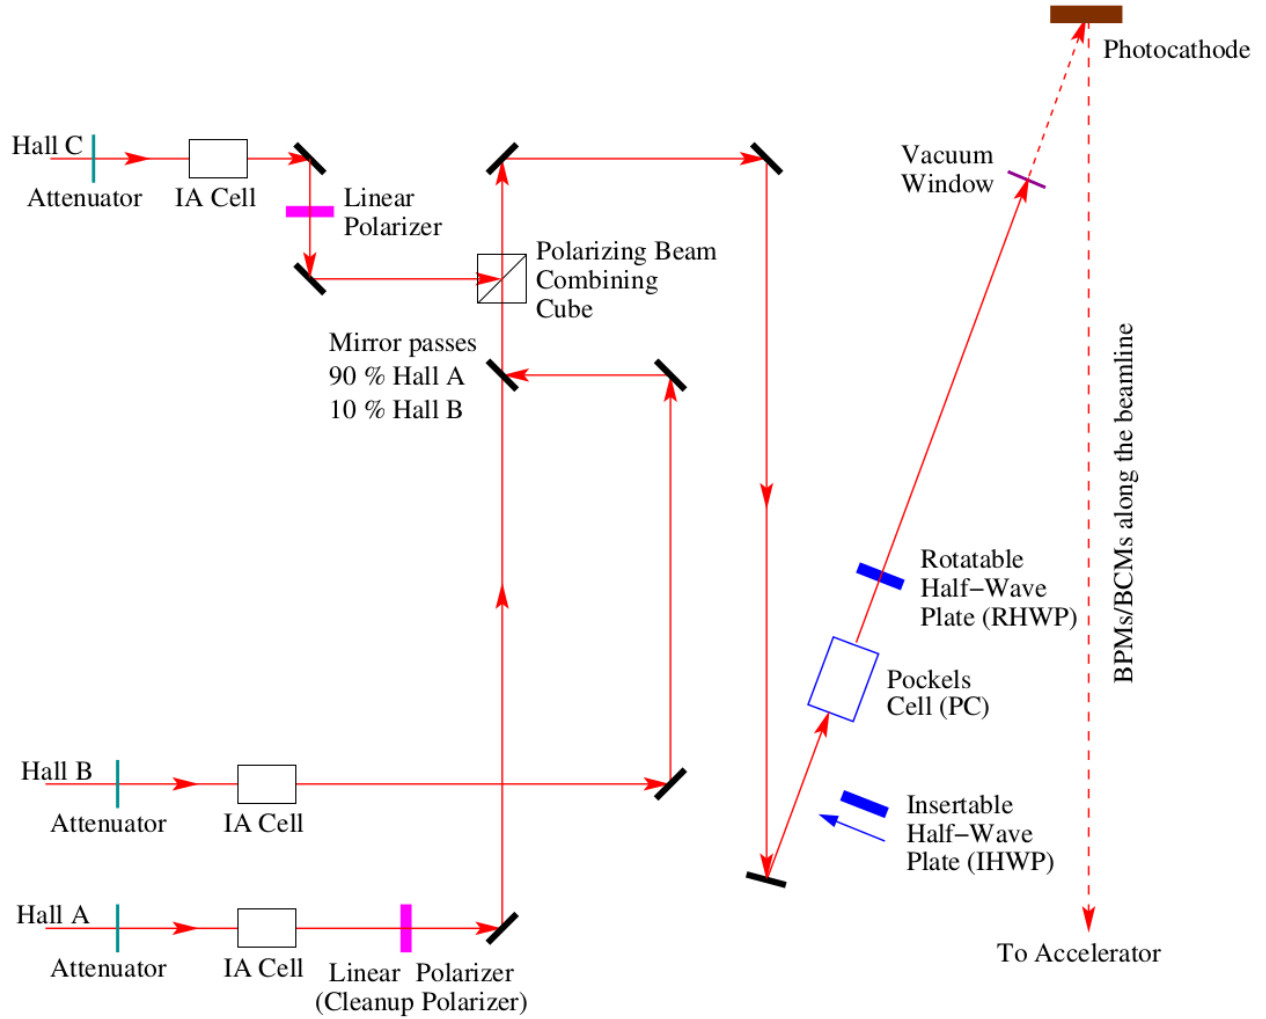 Photocathode
Hall C
Attenuator
IA Cell
Linear
Polarizer
Vacuum
Window
Polarizing Beam
Combining
Cube
Mirror passes
90 % Hall A
10 % Hall B
BPMs/BCMs along the beamline
Rotatable
Half−Wave
Plate (RHWP)
Pockels
Cell (PC)
Hall B
Attenuator
IA Cell
Insertable
Half−Wave
Plate (IHWP)
Hall A
Attenuator
IA Cell
Linear Polarizer
(Cleanup Polarizer)
To Accelerator